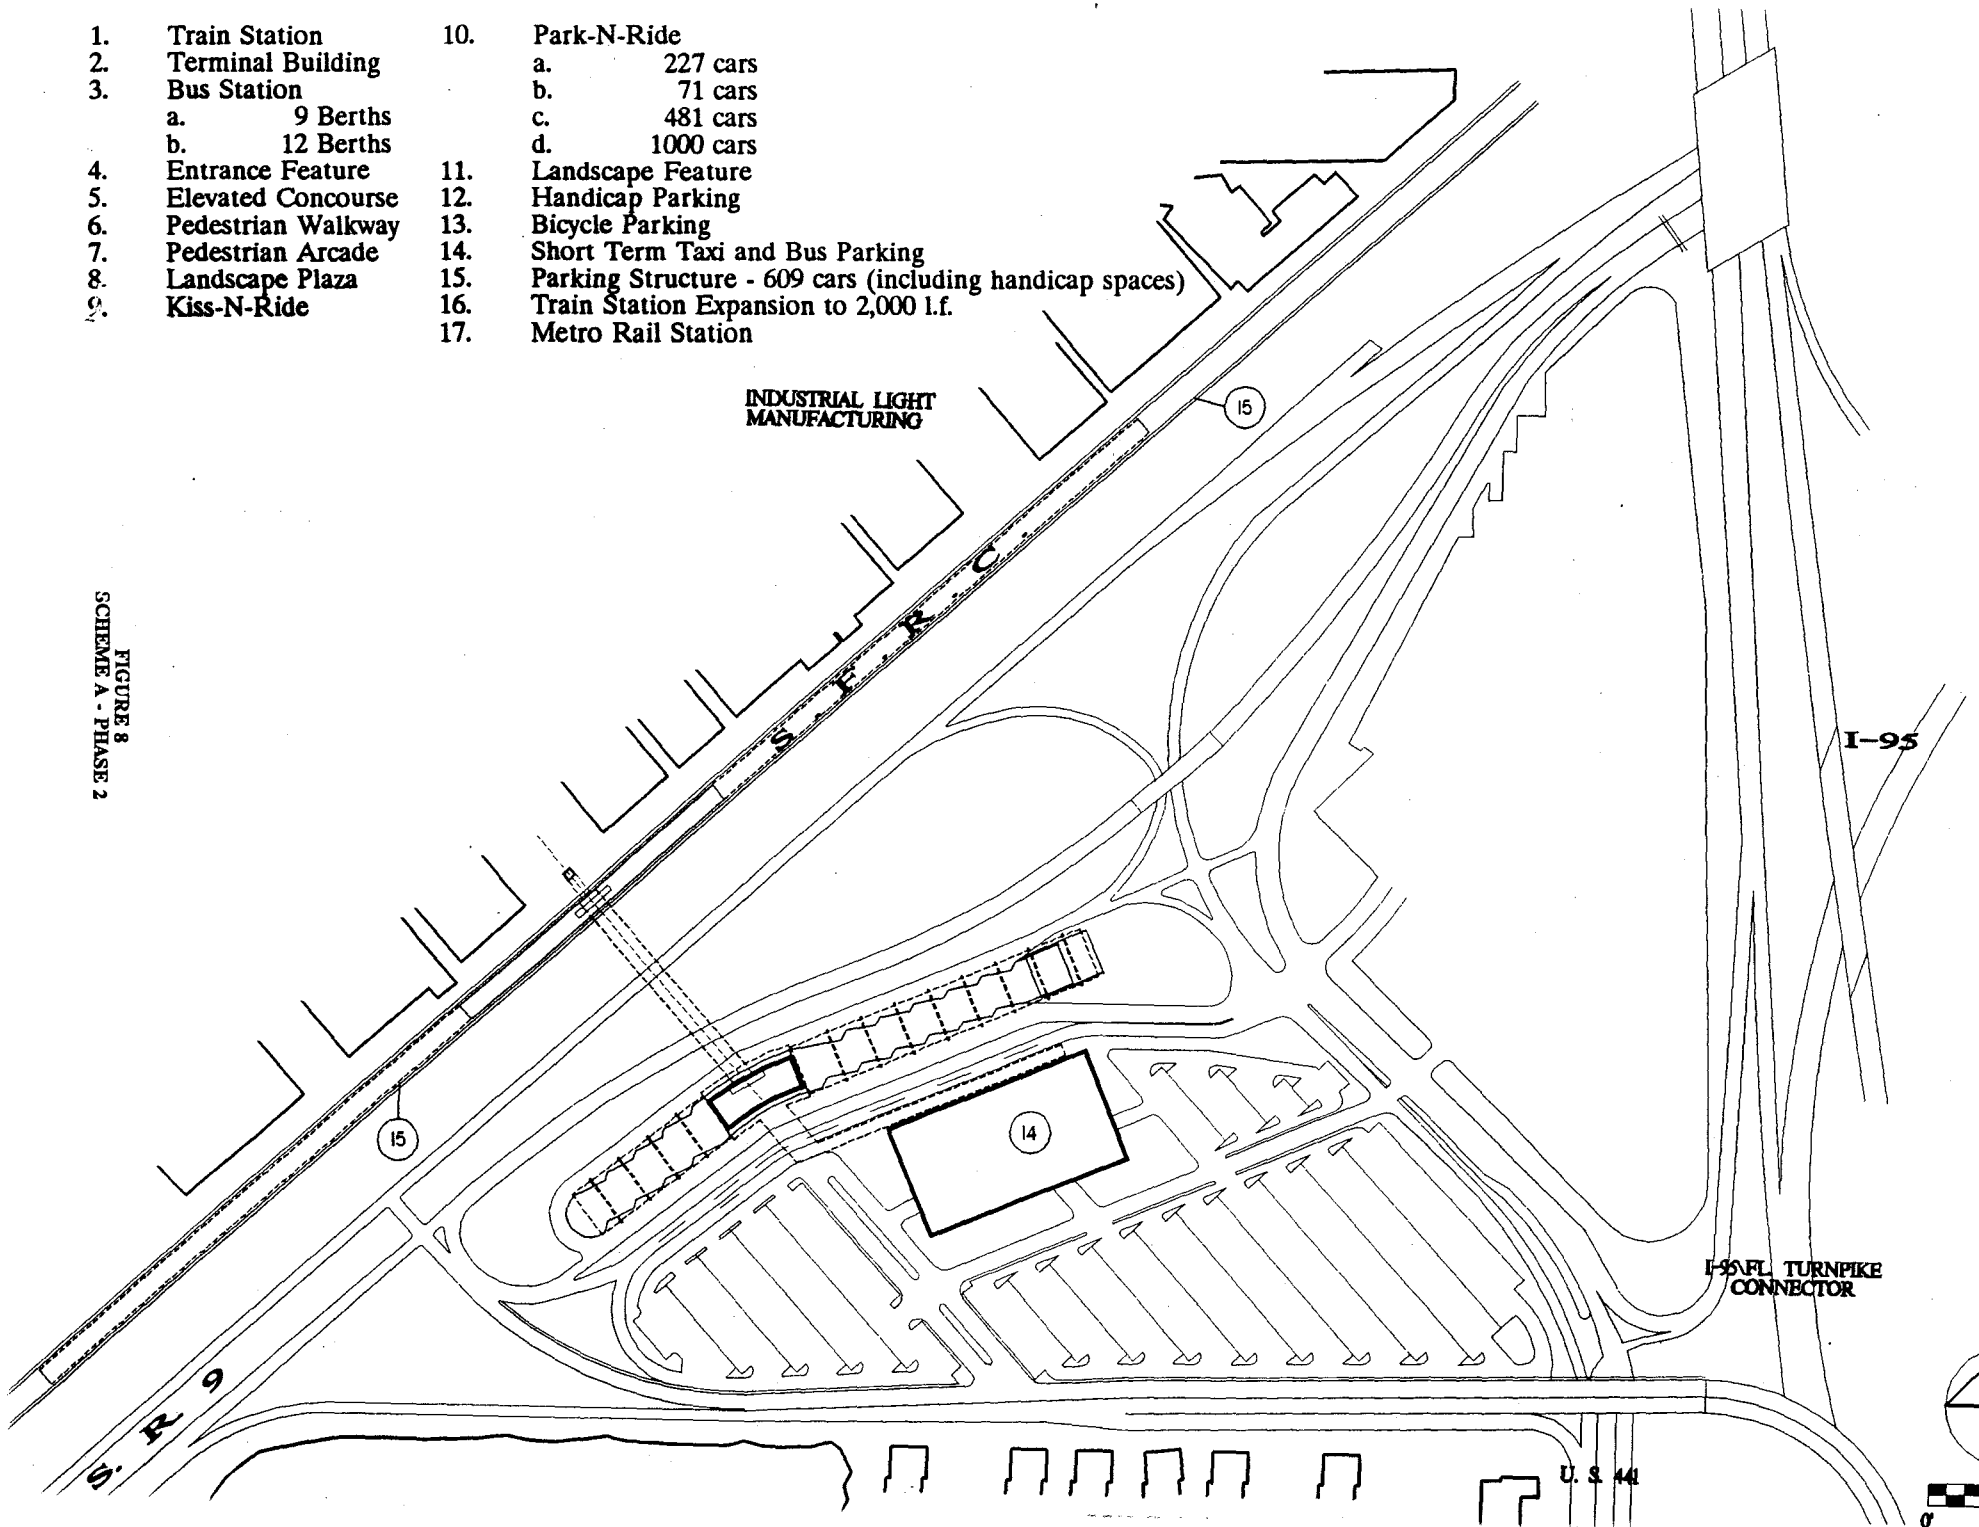 1. Train Station
2. Terminal Building
3. Bus Station
a. 9 Berths
b. 12 Berths
4. Entrance Feature
5. Elevated Concourse
6. Pedestrian Walkway
7. Pedestrian Arcade
8. Landscape Plaza
9. Kiss-N-Ride
10. Park-N-Ride
a. 227 cars
b. 71 cars
c. 481 cars
d. 1000 cars
11. Landscape Feature
12. Handicap Parking
13. Bicycle Parking
14. Short Term Taxi and Bus Parking
15. Parking Structure - 609 cars (including handicap spaces)
16. Train Station Expansion to 2,000 l.f.
17. Metro Rail Station
INDUSTRIAL LIGHT
MANUFACTURING
15
S.F.R.C.
FIGURE 8
SCHEME A - PHASE 2
I-95
15
14
I-95\FL. TURNPIKE
CONNECTOR
S. R 9
U. S. 441
0'